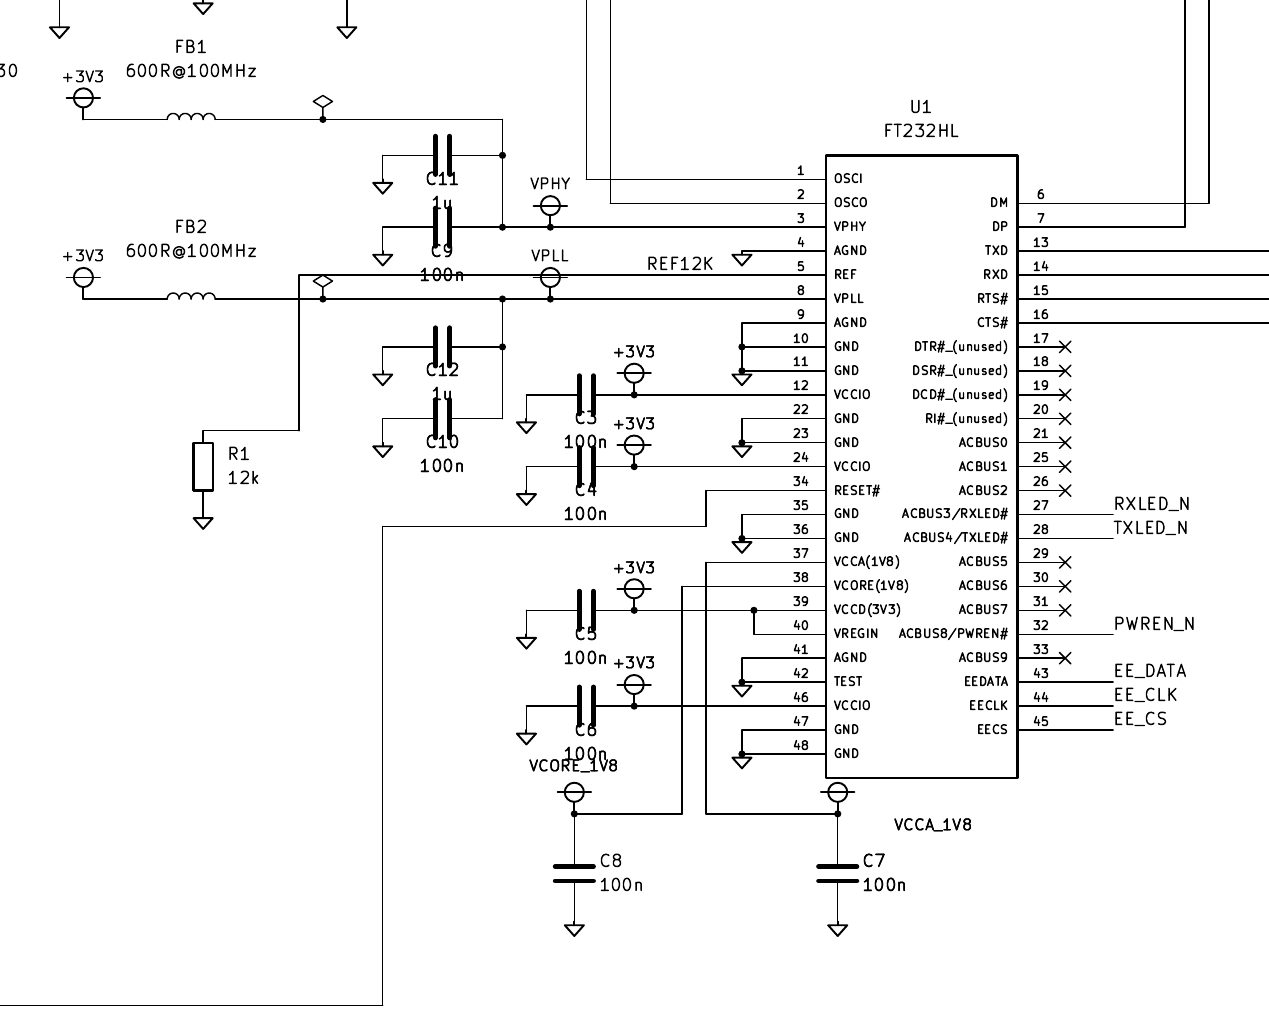 30
FB1
600R@100MHz
+3V3
U1
FT232HL
C11
1u
VPHY
C9
100n
FB2
600R@100MHz
+3V3
VPLL
REF12K
C12
1u
C10
100n
R1
12k
+3V3
C3
100n
+3V3
C4
100n
+3V3
C5
100n
+3V3
C6
100n
VCORE_1V8
C8
100n
VCCA_1V8
C7
100n
1 OSCI
2 OSCO
3 VPHY
4 AGND
5 REF
8 VPLL
9 AGND
10 GND
11 GND
12 VCCIO
22 GND
23 GND
24 VCCIO
34 RESET#
35 GND
36 GND
37 VCCA(1V8)
38 VCORE(1V8)
39 VCCD(3V3)
40 VREGIN
41 AGND
42 TEST
46 VCCIO
47 GND
48 GND
DM 6
DP 7
TXD 13
RXD 14
RTS# 15
CTS# 16
DTR#_(unused) 17
DSR#_(unused) 18
DCD#_(unused) 19
RI#_(unused) 20
ACBUS0 21
ACBUS1 25
ACBUS2 26
ACBUS3/RXLED# 27 RXLED_N
ACBUS4/TXLED# 28 TXLED_N
ACBUS5 29
ACBUS6 30
ACBUS7 31
ACBUS8/PWREN# 32 PWREN_N
ACBUS9 33
EEDATA 43 EE_DATA
EECLK 44 EE_CLK
EECS 45 EE_CS